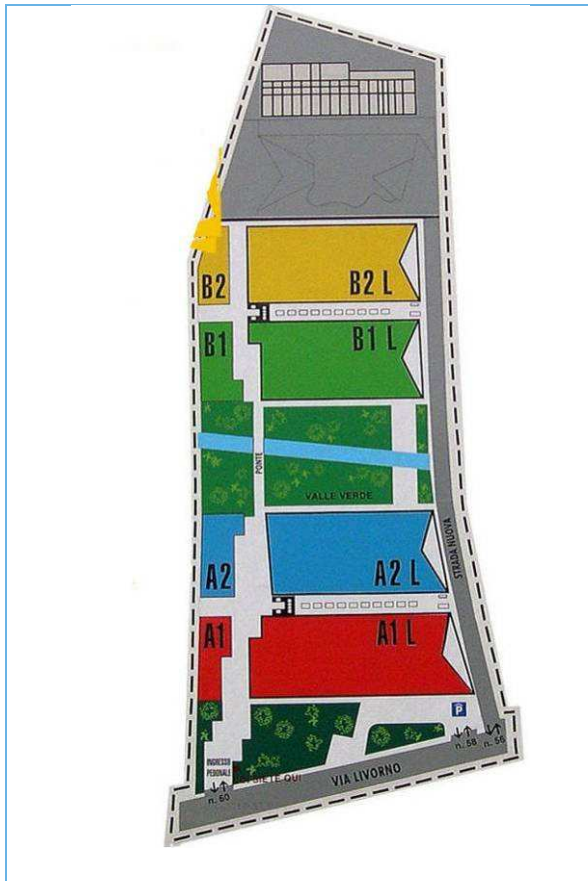 B2
B2 L
B1
B1 L
PONTE
VALLE VERDE
STRADA NUOVA
A2
A2 L
A1
A1 L
P
INGRESSO
PEDONALE
n. 60
SIETE QUI
VIA LIVORNO
n. 58
n. 56